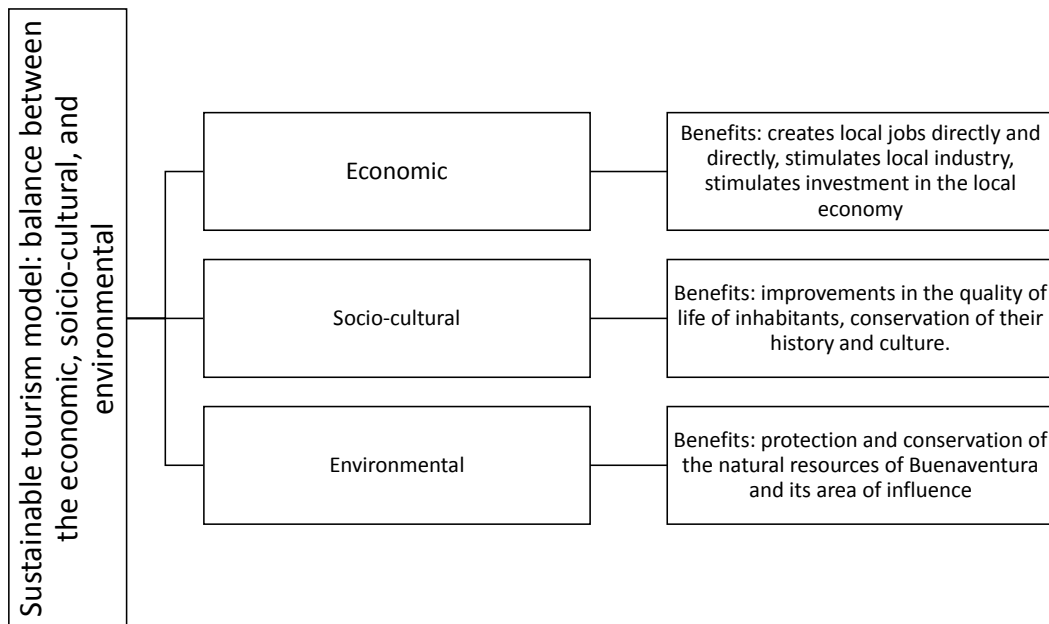 Sustainable tourism model: balance between
the economic, soicio-cultural, and
environmental
Economic
Benefits: creates local jobs directly and
directly, stimulates local industry,
stimulates investment in the local
economy
Socio-cultural
Benefits: improvements in the quality of
life of inhabitants, conservation of their
history and culture.
Environmental
Benefits: protection and conservation of
the natural resources of Buenaventura
and its area of influence